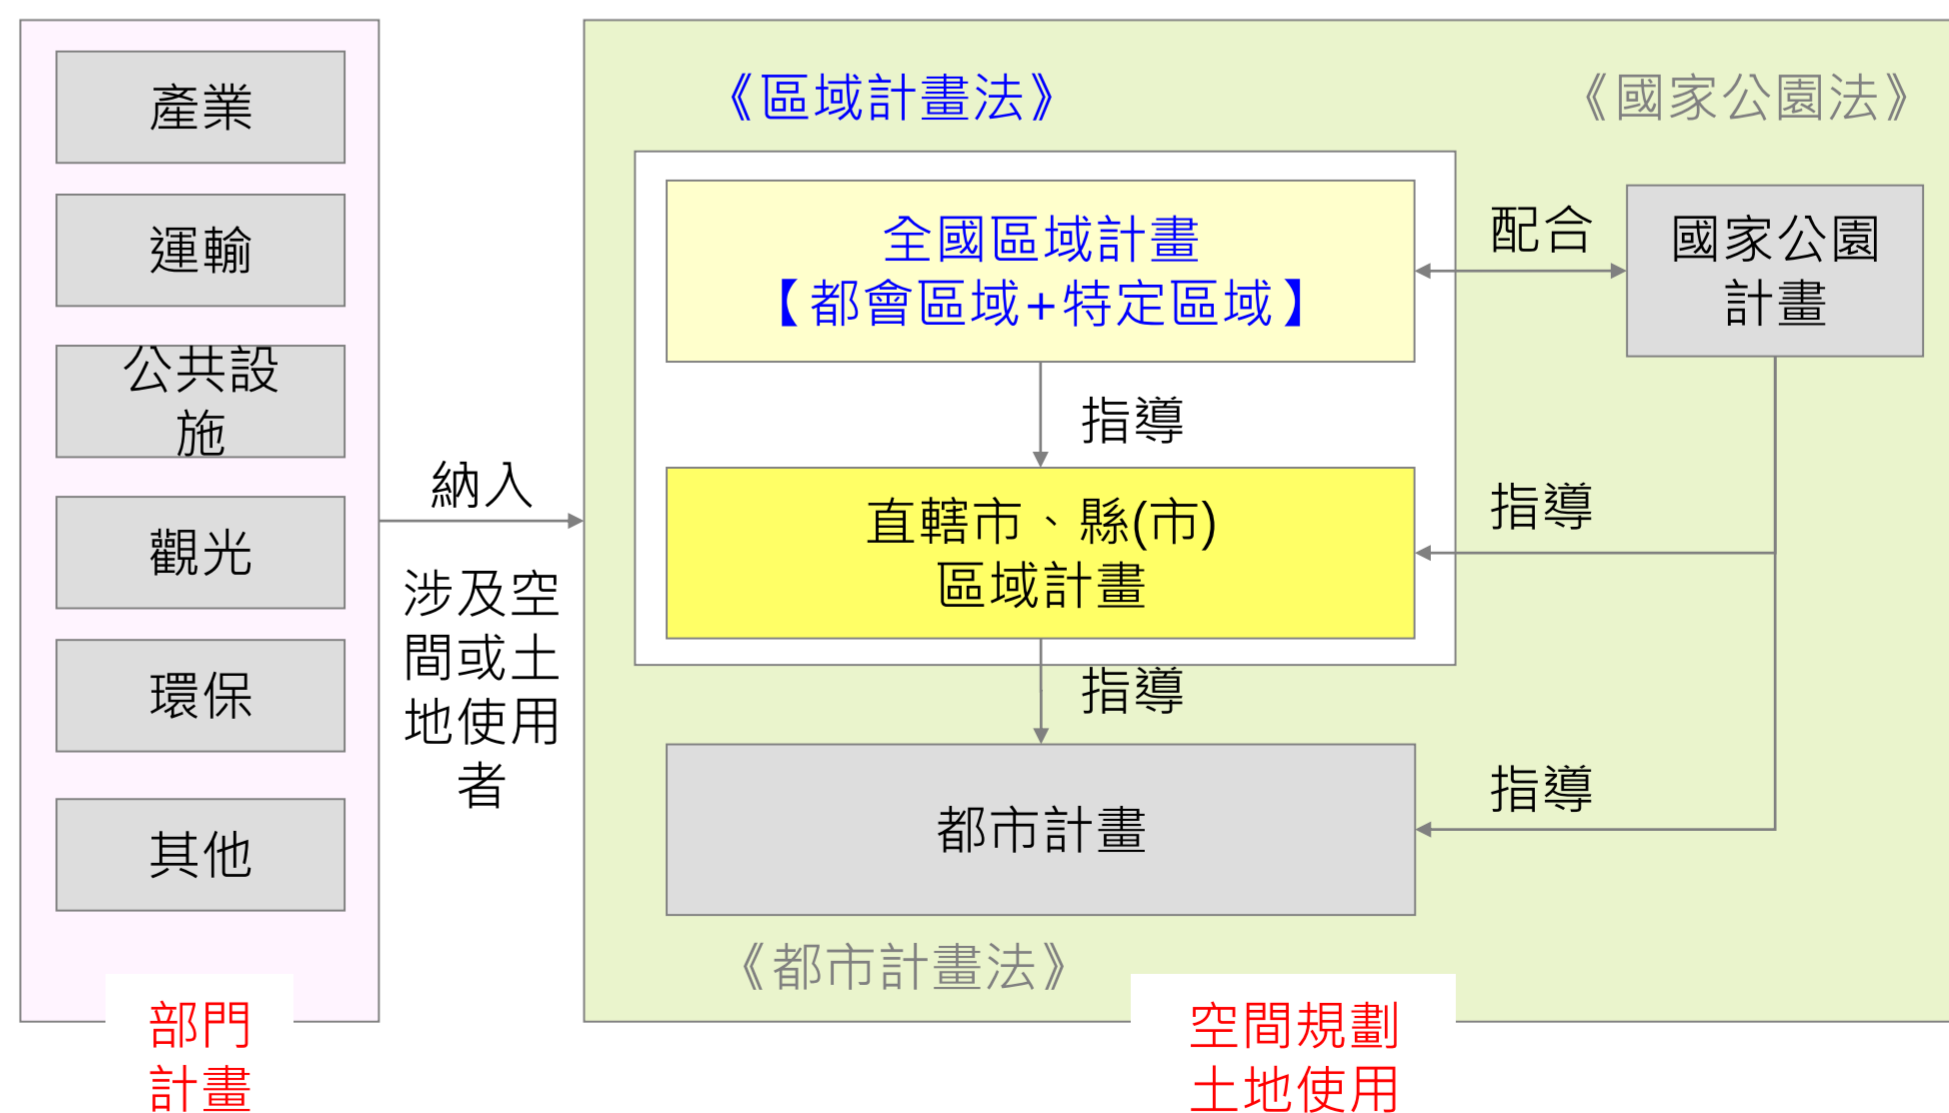 產業
運輸
公共設
施
觀光
環保
其他
部門
計畫
納入
涉及空
間或土
地使用
者
《區域計畫法》
《國家公園法》
全國區域計畫
【都會區域+特定區域】
配合
國家公園
計畫
指導
直轄市、縣(市)
區域計畫
指導
指導
都市計畫
指導
《都市計畫法》
空間規劃
土地使用